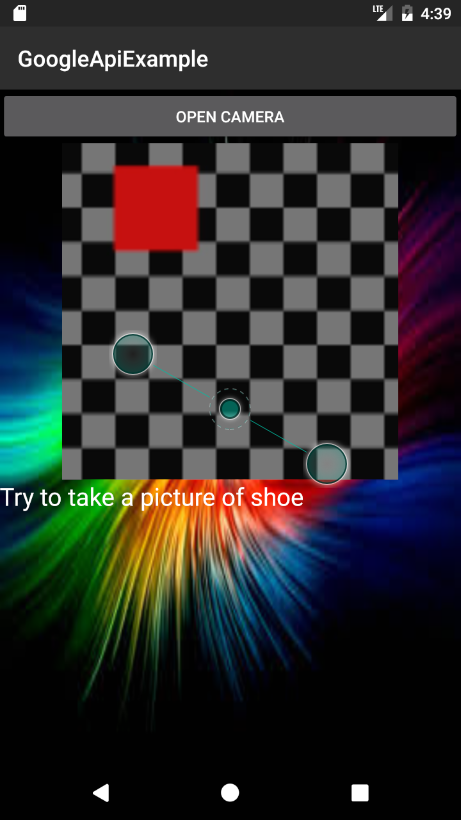 LTE 4:39
GoogleApiExample
OPEN CAMERA
Try to take a picture of shoe